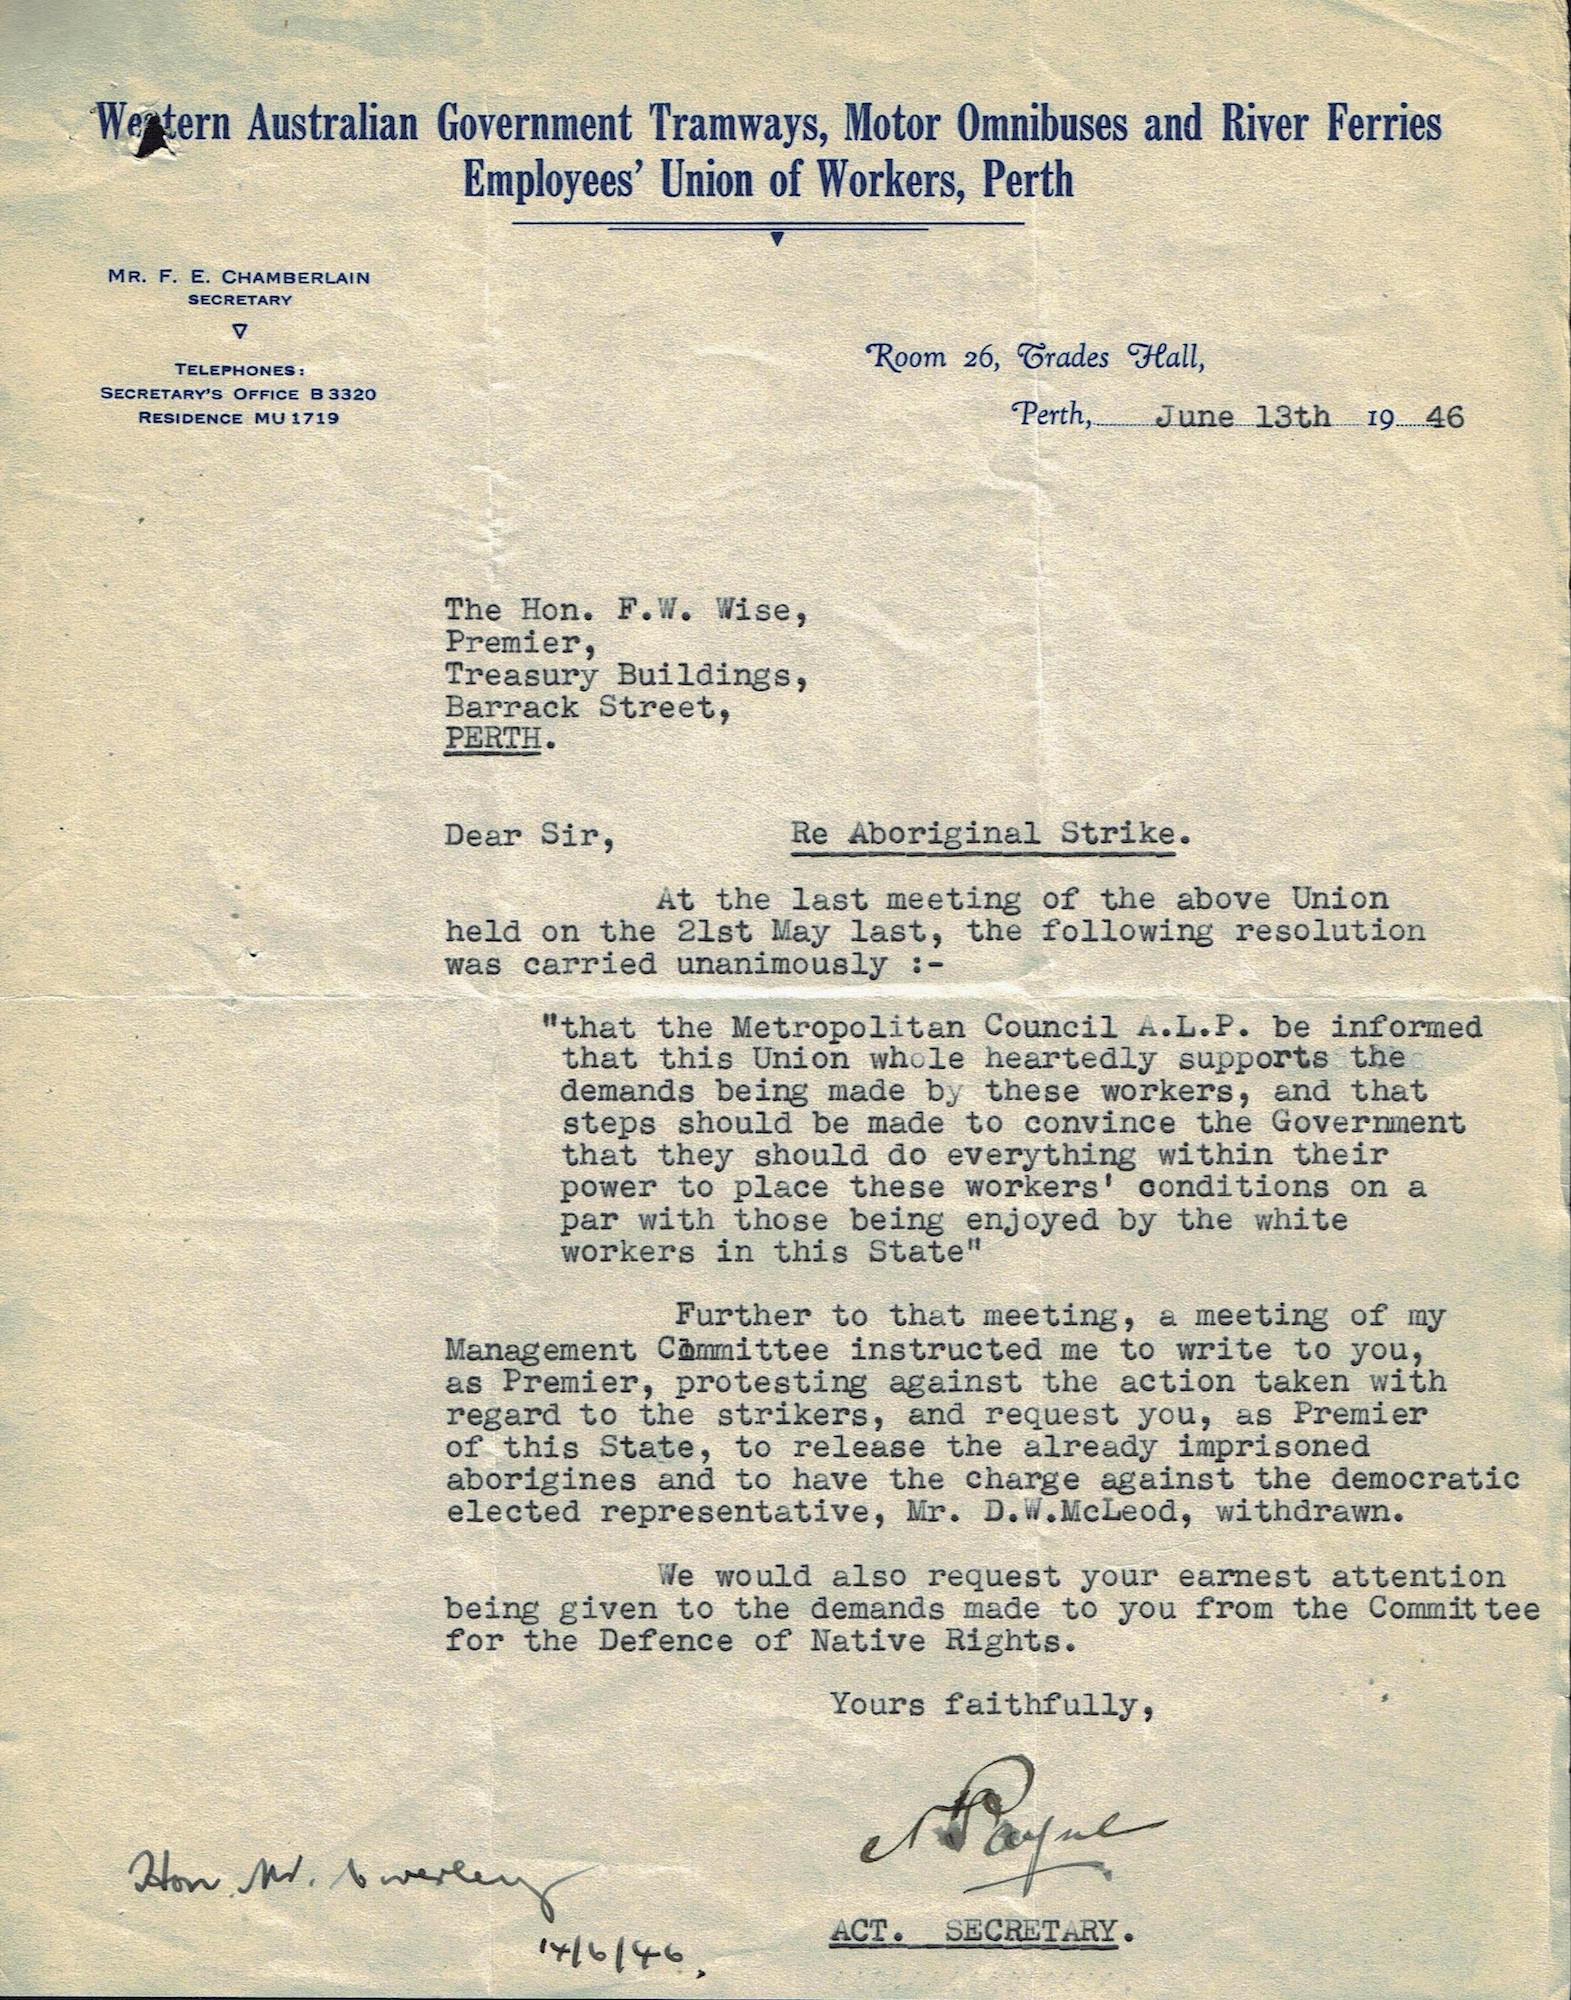 Western Australian Government Tramways, Motor Omnibuses and River Ferries
Employees' Union of Workers, Perth
MR. F. E. CHAMBERLAIN
SECRETARY
TELEPHONES:
SECRETARY'S OFFICE B 3320
RESIDENCE MU 1719
Room 26, Trades Hall,
Perth, June 13th 19 46
The Hon. F.W. Wise,
Premier,
Treasury Buildings,
Barrack Street,
PERTH.
Dear Sir, Re Aboriginal Strike.
At the last meeting of the above Union
held on the 21st May last, the following resolution
was carried unanimously :-
"that the Metropolitan Council A.L.P. be informed
that this Union whole heartedly supports the
demands being made by these workers, and that
steps should be made to convince the Government
that they should do everything within their
power to place these workers' conditions on a
par with those being enjoyed by the white
workers in this State"
Further to that meeting, a meeting of my
Management Committee instructed me to write to you,
as Premier, protesting against the action taken with
regard to the strikers, and request you, as Premier
of this State, to release the already imprisoned
aborigines and to have the charge against the democratic
elected representative, Mr. D.W.McLeod, withdrawn.
We would also request your earnest attention
being given to the demands made to you from the Committee
for the Defence of Native Rights.
Yours faithfully,
Payne
Hon. Mr.
ACT. SECRETARY.
14/6/46.